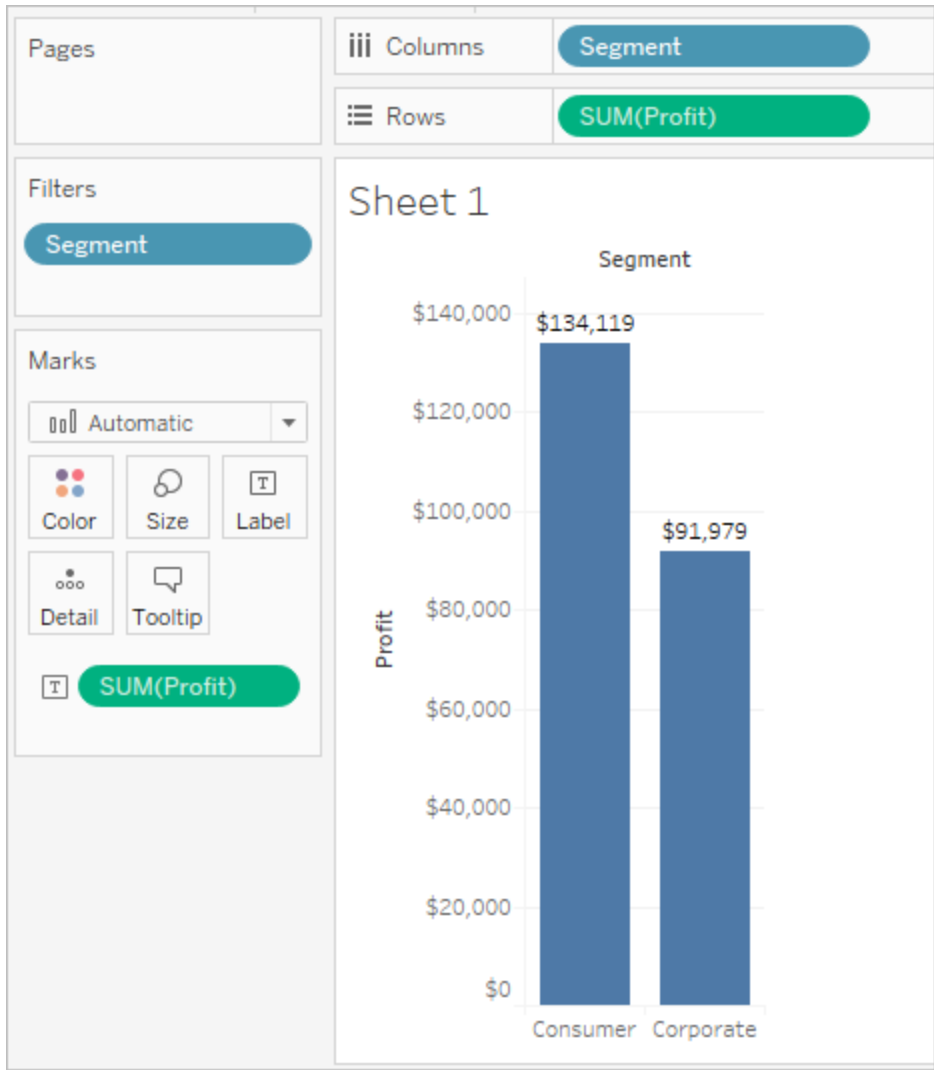 Pages
Columns
Segment
Rows
SUM(Profit)
Filters
Segment
Marks
Automatic
Color
Size
T
Label
Detail
Tooltip
T
SUM(Profit)
Sheet 1
Segment
Profit
$140,000
$120,000
$100,000
$80,000
$60,000
$40,000
$20,000
$0
$134,119
$91,979
Consumer
Corporate